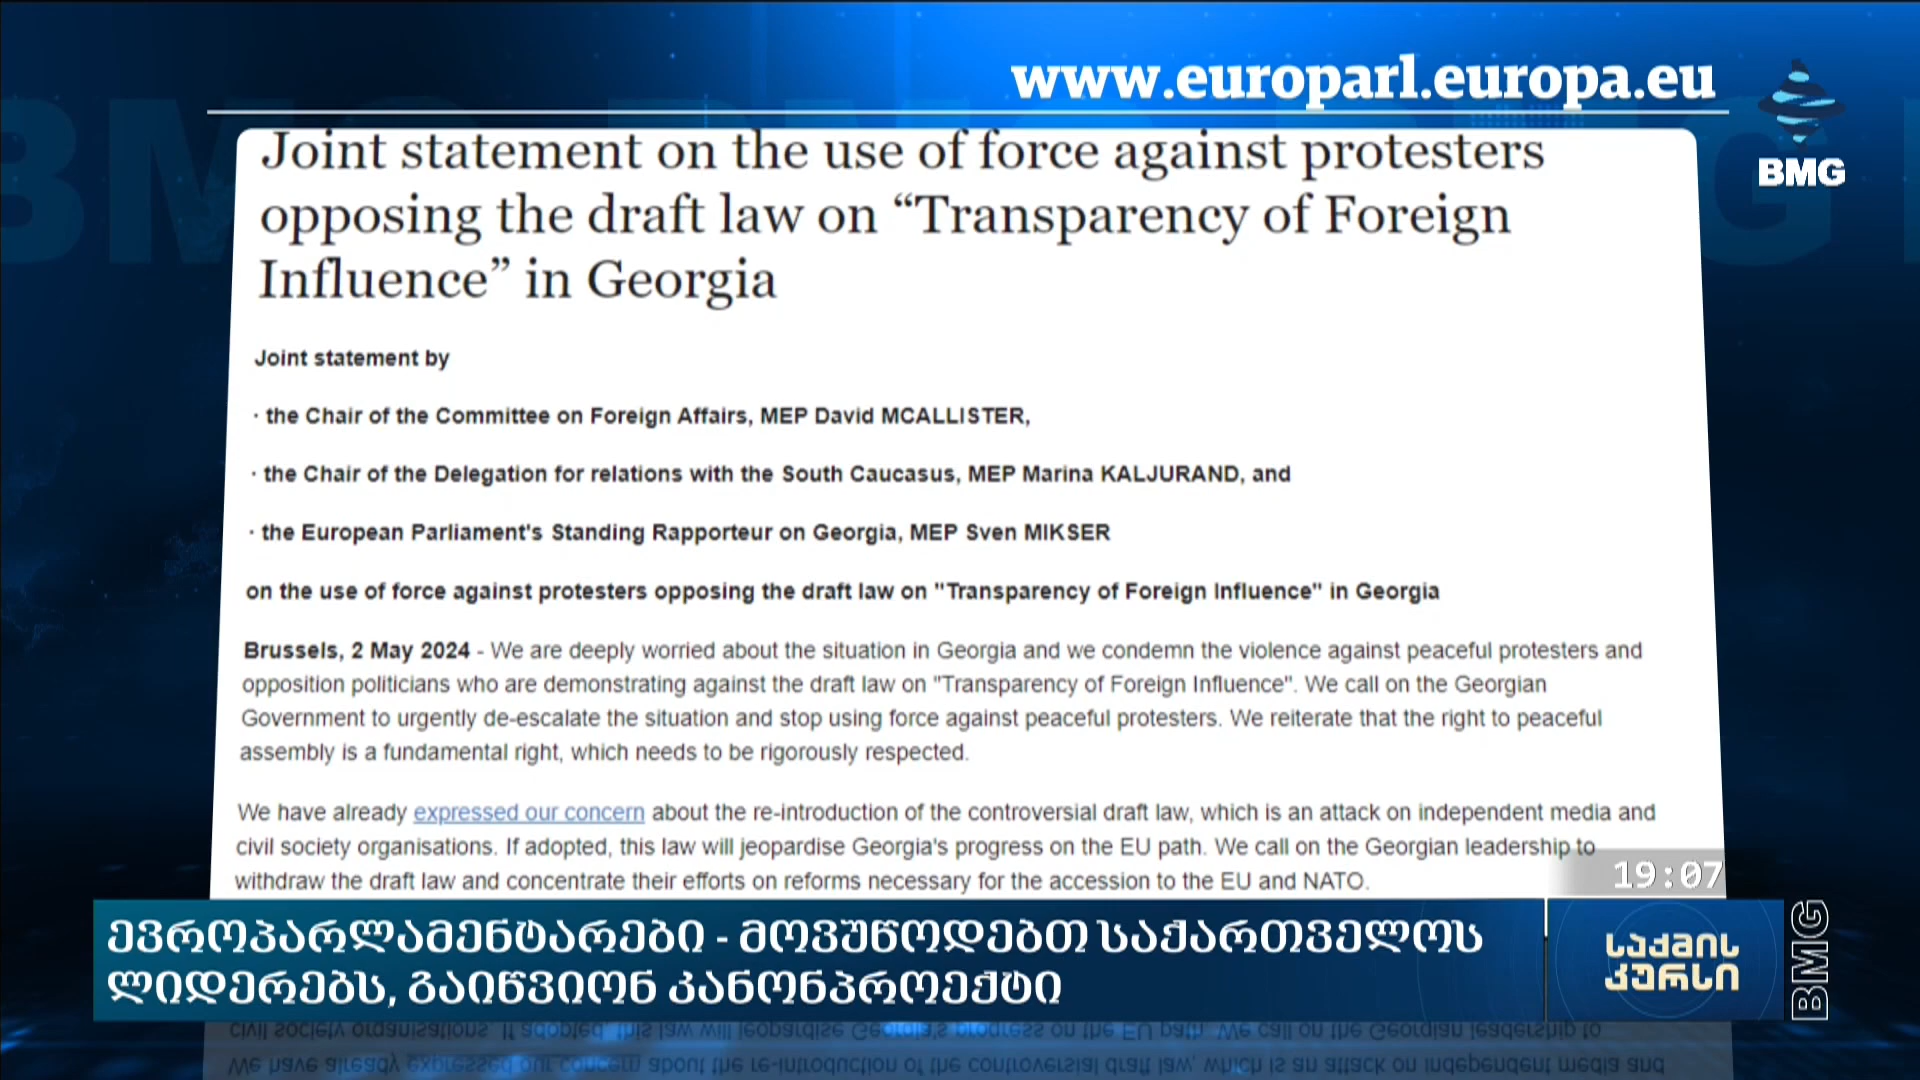 www.europarl.europa.eu
BMG
Joint statement on the use of force against protesters
opposing the draft law on “Transparency of Foreign
Influence” in Georgia
Joint statement by
· the Chair of the Committee on Foreign Affairs, MEP David MCALLISTER,
· the Chair of the Delegation for relations with the South Caucasus, MEP Marina KALJURAND, and
· the European Parliament's Standing Rapporteur on Georgia, MEP Sven MIKSER
on the use of force against protesters opposing the draft law on "Transparency of Foreign Influence" in Georgia
Brussels, 2 May 2024 - We are deeply worried about the situation in Georgia and we condemn the violence against peaceful protesters and
opposition politicians who are demonstrating against the draft law on "Transparency of Foreign Influence". We call on the Georgian
Government to urgently de-escalate the situation and stop using force against peaceful protesters. We reiterate that the right to peaceful
assembly is a fundamental right, which needs to be rigorously respected.
We have already expressed our concern about the re-introduction of the controversial draft law, which is an attack on independent media and
civil society organisations. If adopted, this law will jeopardise Georgia's progress on the EU path. We call on the Georgian leadership to
withdraw the draft law and concentrate their efforts on reforms necessary for the accession to the EU and NATO.
19:07
ევროპარლამენტარები - მოვუწოდებთ საქართველოს
ლიდერებს, გაიწვიონ კანონპროექტი
საქმის
კურსი
BMG